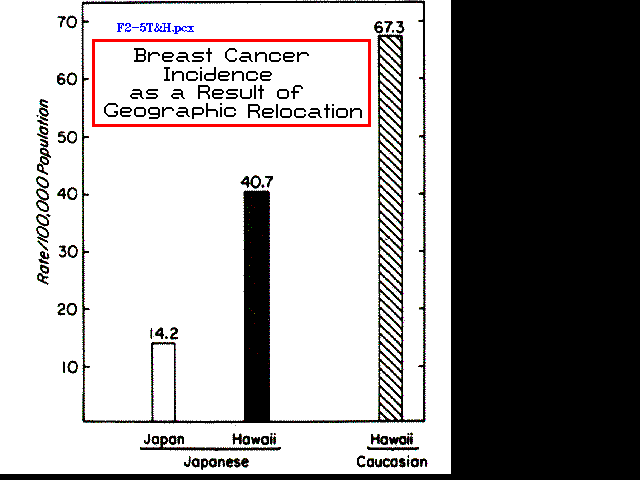 F2-5T&H.pcx
Breast Cancer
Incidence
as a Result of
Geographic Relocation
Rate/100,000 Population
70
60
50
40
30
20
10
14.2
40.7
67.3
Japan Hawaii Hawaii
Japanese Caucasian